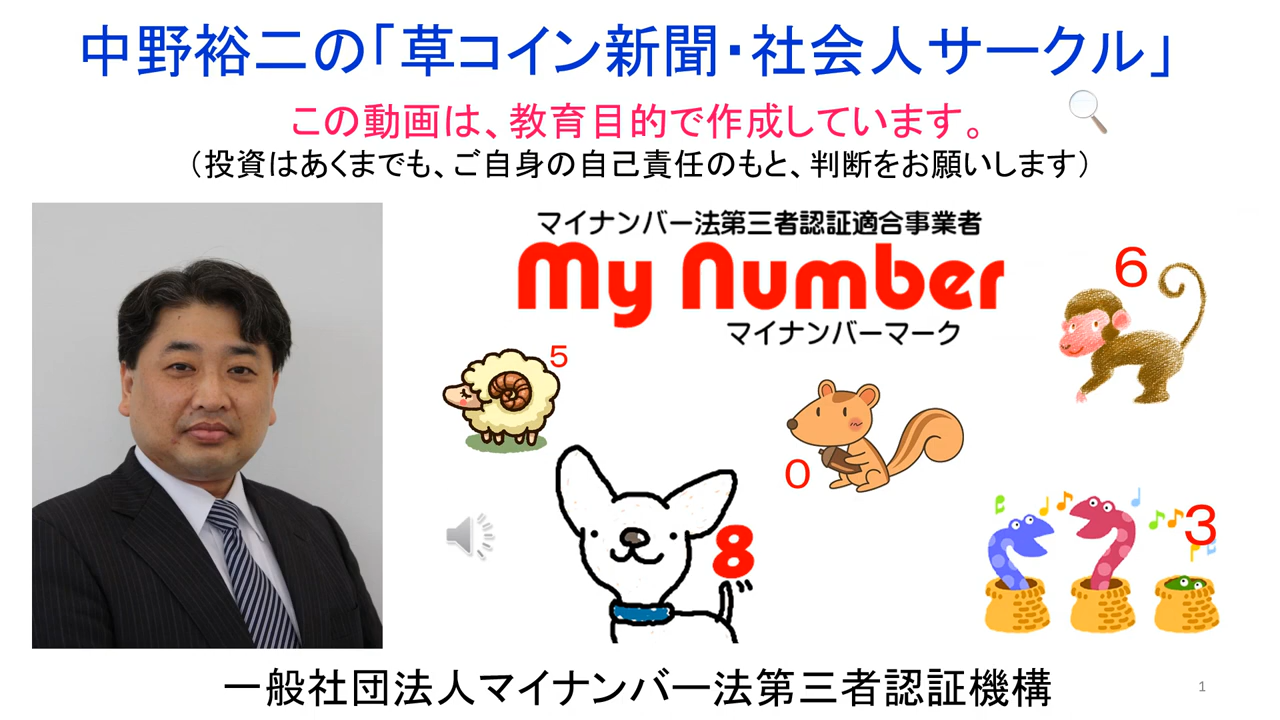 中野裕二の「草コイン新聞・社会人サークル」
この動画は、教育目的で作成しています。
（投資はあくまでも、ご自身の自己責任のもと、判断をお願いします）
マイナンバー法第三者認証適合事業者
My Number
マイナンバーマーク
6
5
0
8
3
一般社団法人マイナンバー法第三者認証機構
1